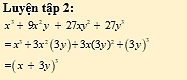 Luyện tập 2:
x³ + 9x²y + 27xy² + 27y³
= x³ + 3x² (3y) + 3x(3y)² + (3y)³
= (x + 3y)³